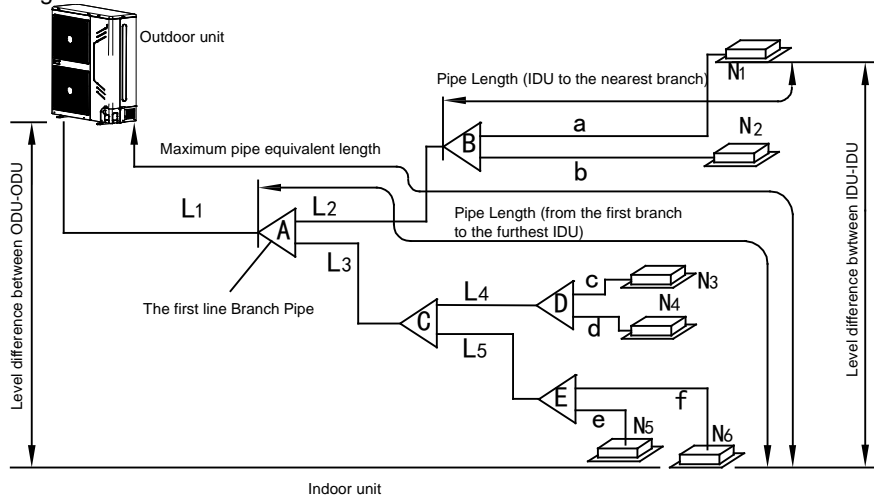 Outdoor unit
Pipe Length (IDU to the nearest branch)
N1
a
B
N2
b
Maximum pipe equivalent length
L1
L2
A
Pipe Length (from the first branch
to the furthest IDU)
L3
The first line Branch Pipe
L4
C
L5
D
c
N3
N4
d
E
f
e
N5
N6
Level difference between ODU-ODU
Level difference bwtween IDU-IDU
Indoor unit